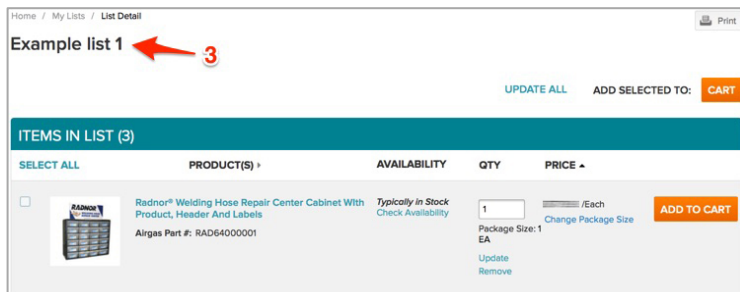 Home / My Lists / List Detail
Print
Example list 1
3
UPDATE ALL ADD SELECTED TO: CART
ITEMS IN LIST (3)
SELECT ALL PRODUCT(S) AVAILABILITY QTY PRICE
RADNOR
Radnor® Welding Hose Repair Center Cabinet With
Product, Header And Labels
Airgas Part #: RAD64000001
Typically in Stock
Check Availability
1
Package Size: 1
EA
Update
Remove
/Each
Change Package Size
ADD TO CART